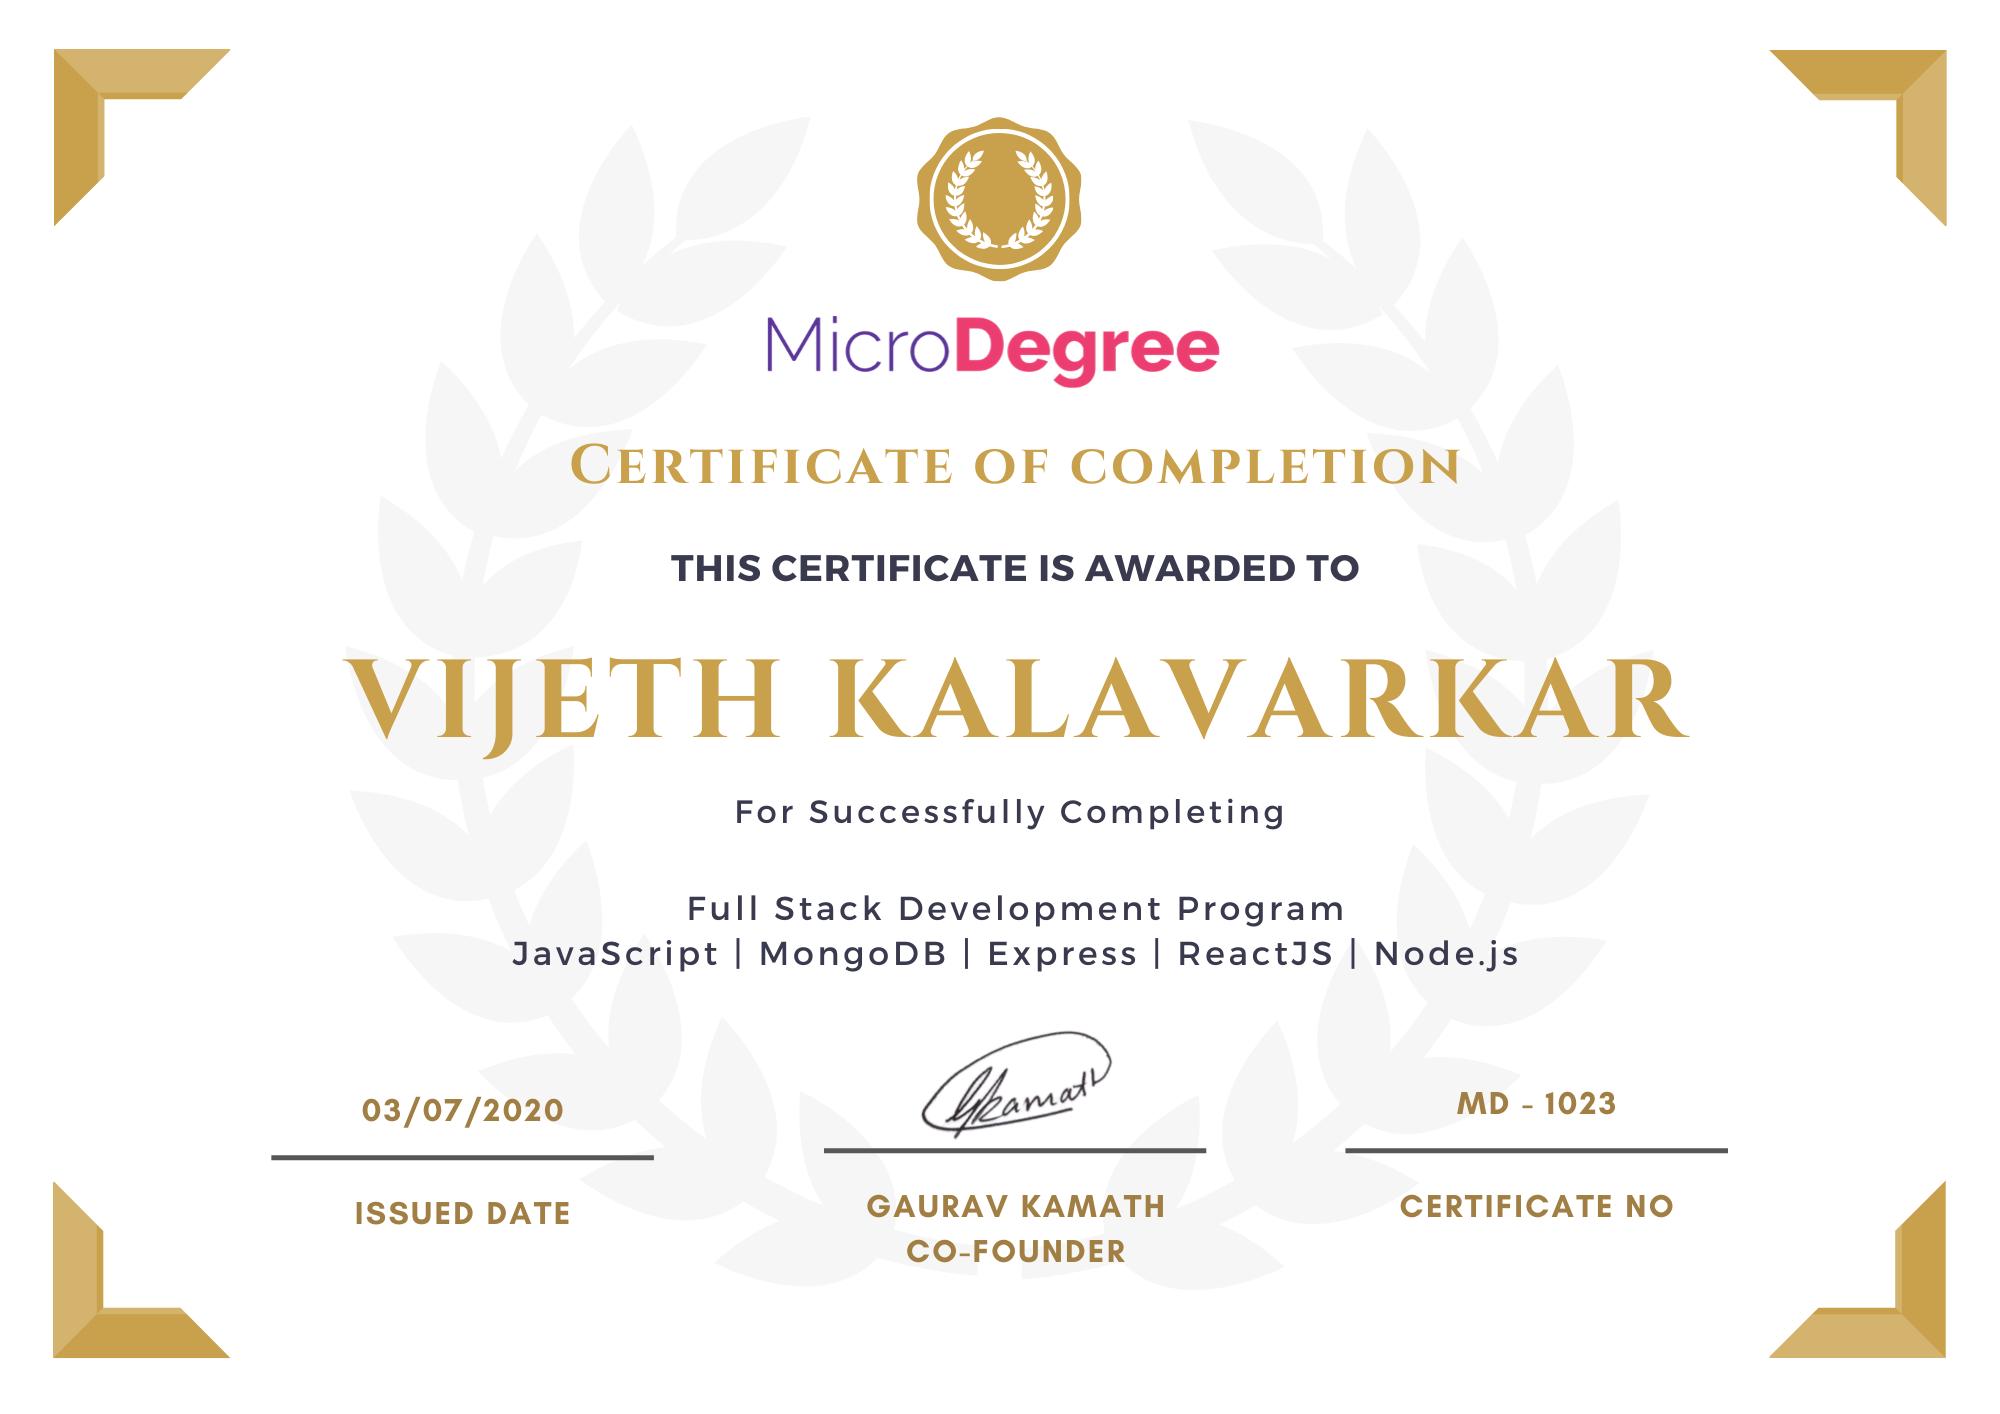 MicroDegree
Certificate of completion
THIS CERTIFICATE IS AWARDED TO
VIJETH KALAVARKAR
For Successfully Completing
Full Stack Development Program
JavaScript | MongoDB | Express | ReactJS | Node.js
03/07/2020
ISSUED DATE
GKamath
GAURAV KAMATH
CO-FOUNDER
MD - 1023
CERTIFICATE NO